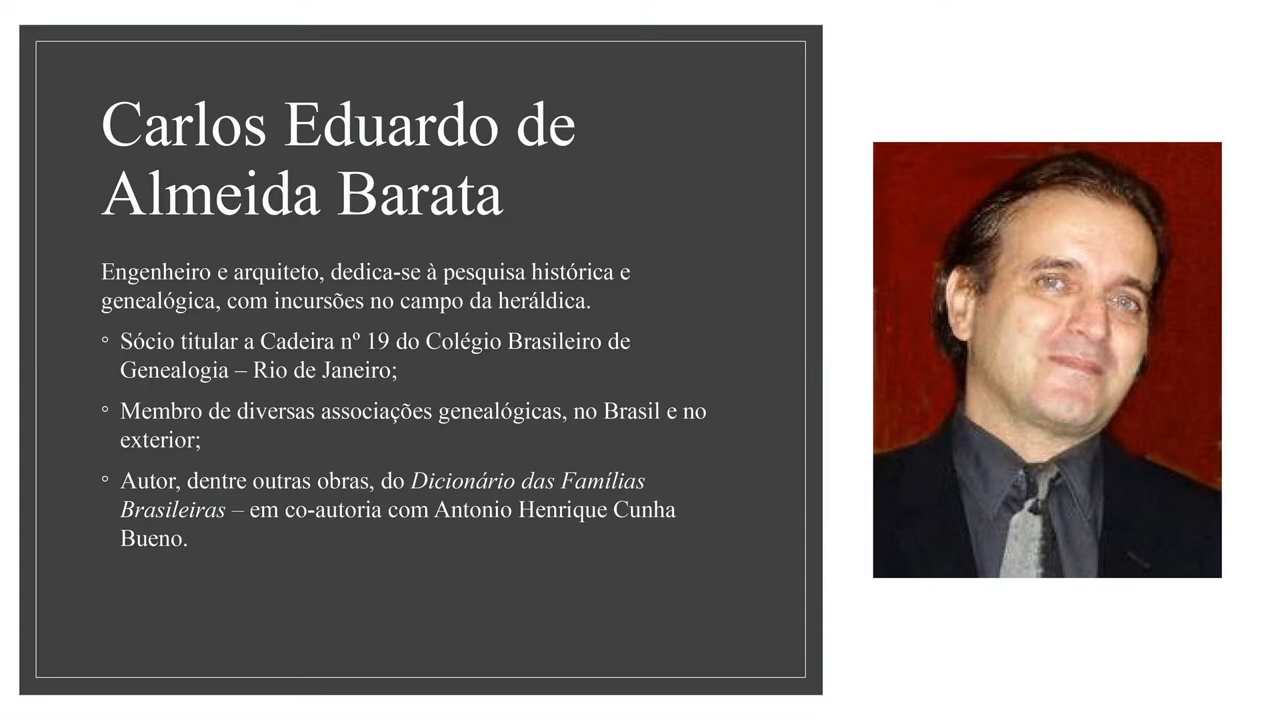 Carlos Eduardo de
Almeida Barata
Engenheiro e arquiteto, dedica-se à pesquisa histórica e
genealógica, com incursões no campo da heráldica.
◦ Sócio titular a Cadeira nº 19 do Colégio Brasileiro de
Genealogia – Rio de Janeiro;
◦ Membro de diversas associações genealógicas, no Brasil e no
exterior;
◦ Autor, dentre outras obras, do Dicionário das Famílias
Brasileiras – em co-autoria com Antonio Henrique Cunha
Bueno.